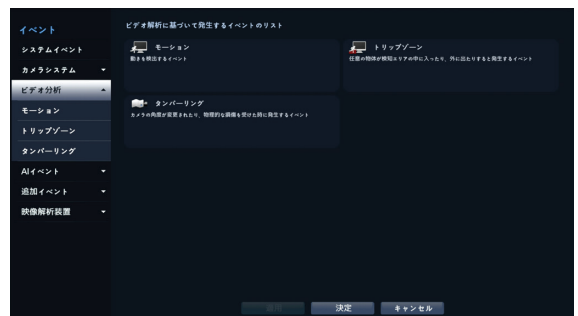 イベント
ビデオ解析に基づいて発生するイベントのリスト
システムイベント
カメラシステム
ビデオ分析
モーション
トリップゾーン
タンパーリング
AIイベント
追加イベント
映像解析装置
モーション
動きを検出するイベント
トリップゾーン
任意の物体が検知エリアの中に入ったり、外に出たりすると発生するイベント
タンパーリング
カメラの角度が変更されたり、物理的な損傷を受けた時に発生するイベント
決定
キャンセル